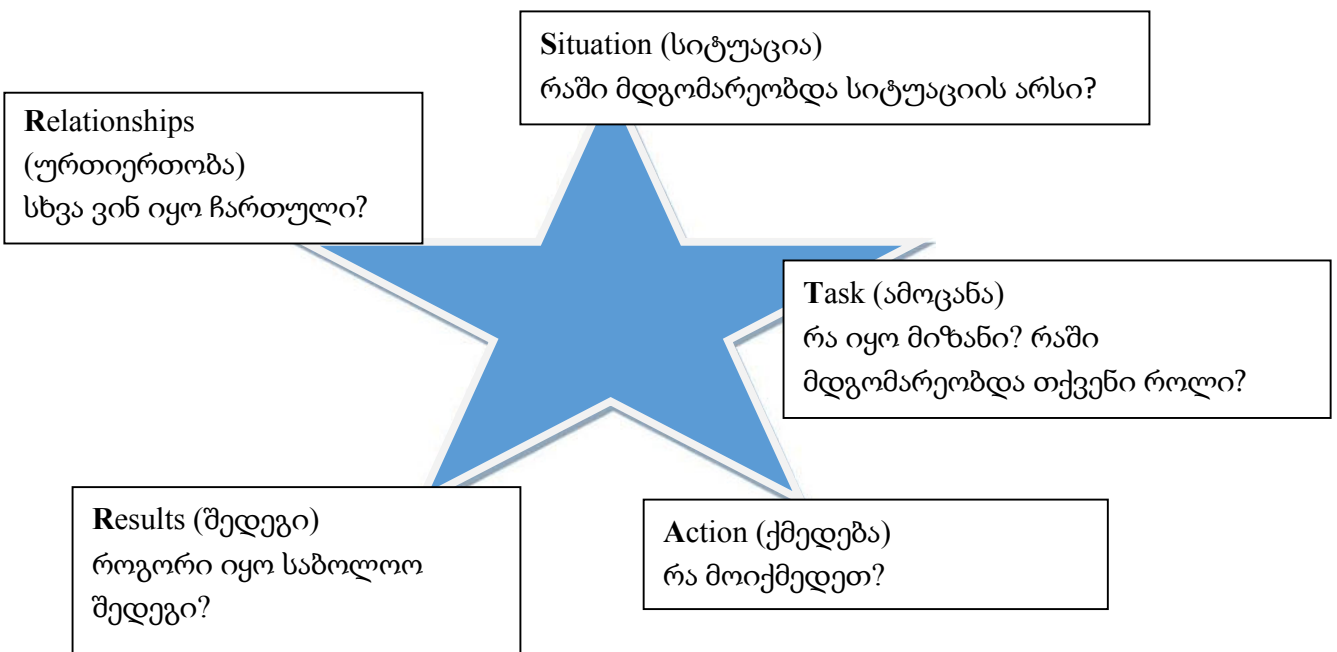 Situation (სიტუაცია)
რაში მდგომარეობდა სიტუაციის არსი?
Relationships
(ურთიერთობა)
სხვა ვინ იყო ჩართული?
Task (ამოცანა)
რა იყო მიზანი? რაში
მდგომარეობდა თქვენი როლი?
Results (შედეგი)
როგორი იყო საბოლოო
შედეგი?
Action (ქმედება)
რა მოიქმედეთ?